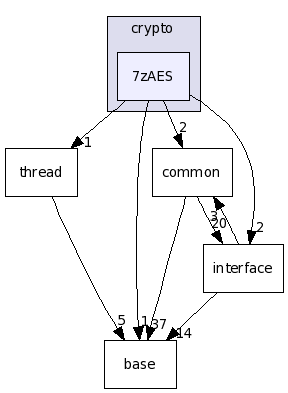 crypto
7zAES
1
2
thread
common
3
20
2
interface
5
1
37
14
base